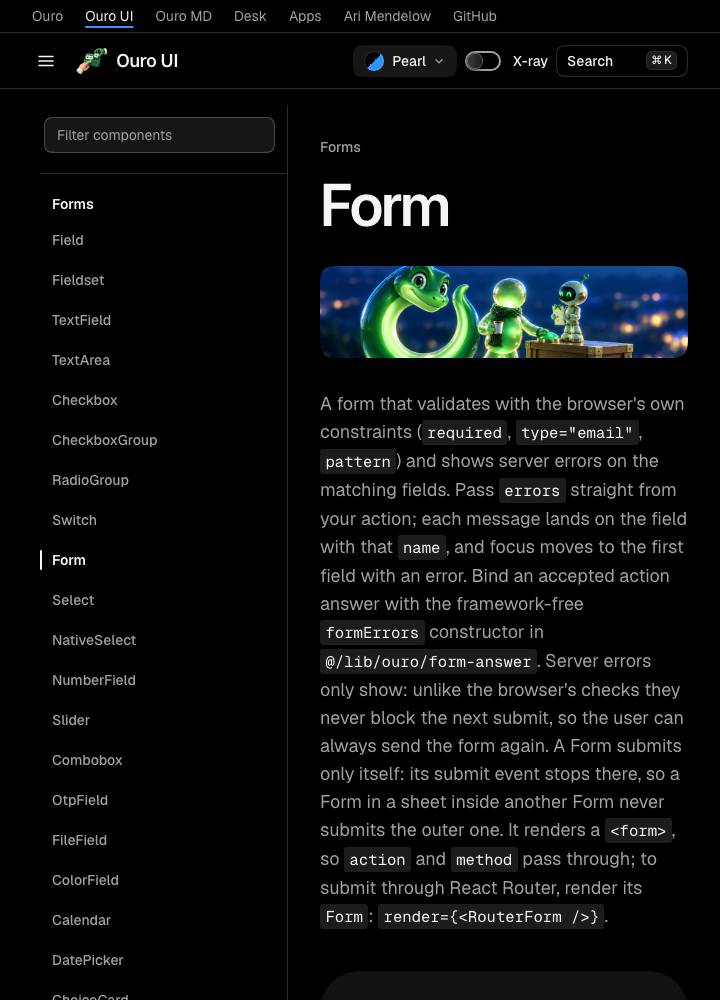 Ouro
Ouro UI
Ouro MD
Desk
Apps
Ari Mendelow
GitHub
Ouro UI
Pearl
X-ray
Search
⌘ K
Filter components
Forms
Field
Fieldset
TextField
TextArea
Checkbox
CheckboxGroup
RadioGroup
Switch
Form
Select
NativeSelect
NumberField
Slider
Combobox
OtpField
FileField
ColorField
Calendar
DatePicker
ChoiceCard
Forms
Form
A form that validates with the browser's own
constraints (required, type="email",
pattern) and shows server errors on the
matching fields. Pass errors straight from
your action; each message lands on the field
with that name, and focus moves to the first
field with an error. Bind an accepted action
answer with the framework-free
formErrors constructor in
@/lib/ouro/form-answer. Server errors
only show: unlike the browser's checks they
never block the next submit, so the user can
always send the form again. A Form submits
only itself: its submit event stops there, so a
Form in a sheet inside another Form never
submits the outer one. It renders a <form>,
so action and method pass through; to
submit through React Router, render its
Form: render={<RouterForm />}.